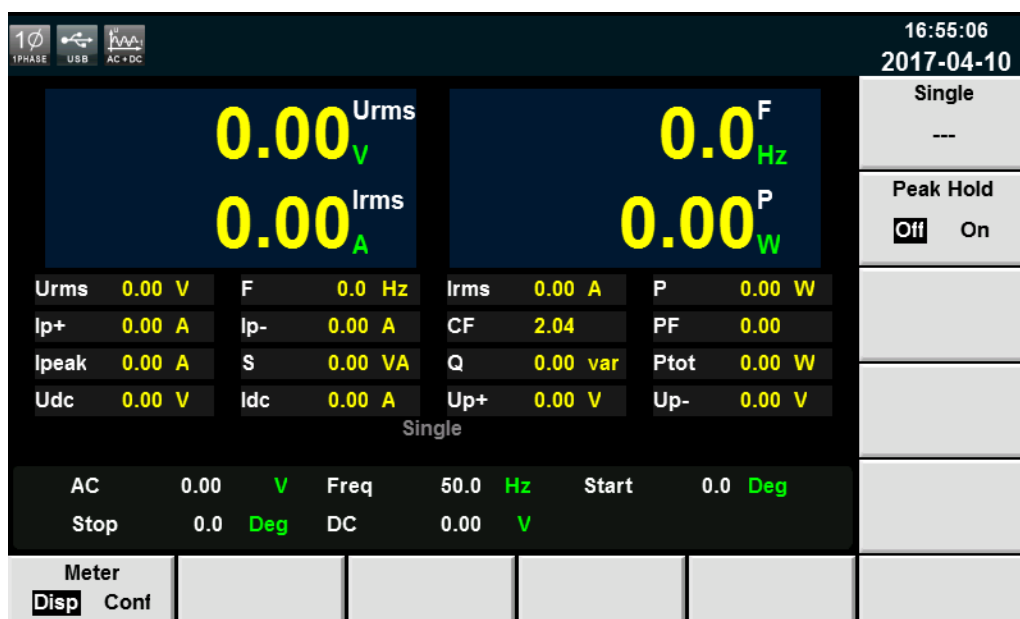 1Ø
1PHASE USB AC+DC
16:55:06
2017-04-10
0.00 Urms V
0.0 F Hz
0.00 Irms A
0.00 P W
Urms 0.00 V F 0.0 Hz Irms 0.00 A P 0.00 W
Ip+ 0.00 A Ip- 0.00 A CF 2.04 PF 0.00
Ipeak 0.00 A S 0.00 VA Q 0.00 var Ptot 0.00 W
Udc 0.00 V Idc 0.00 A Up+ 0.00 V Up- 0.00 V
Single
AC 0.00 V Freq 50.0 Hz Start 0.0 Deg
Stop 0.0 Deg DC 0.00 V
Single
---
Peak Hold
Off On
Meter
Disp Conf